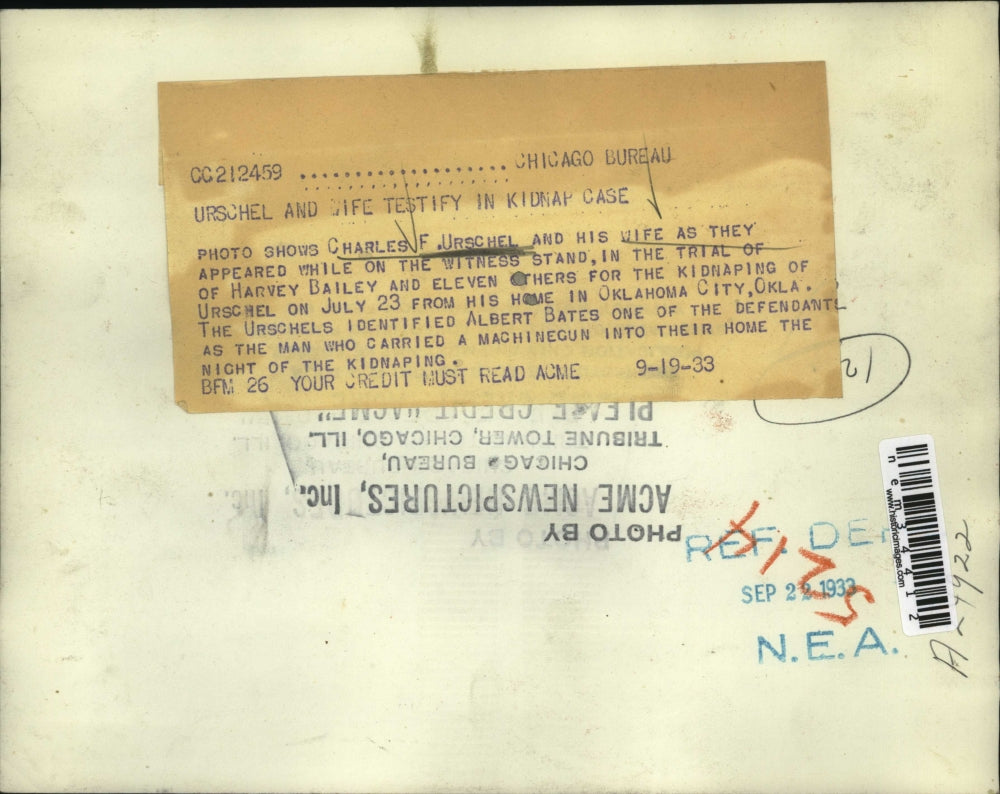 CC212459 ..................... CHICAGO BUREAU
URSCHEL AND WIFE TESTIFY IN KIDNAP CASE
PHOTO SHOWS CHARLES F.URSCHEL AND HIS WIFE AS THEY
APPEARED WHILE ON THE WITNESS STAND, IN THE TRIAL OF
OF HARVEY BAILEY AND ELEVEN OTHERS FOR THE KIDNAPING OF
URSCHEL ON JULY 23 FROM HIS HOME IN OKLAHOMA CITY,OKLA.
THE URSCHELS IDENTIFIED ALBERT BATES ONE OF THE DEFENDANTS
AS THE MAN WHO CARRIED A MACHINEGUN INTO THEIR HOME THE
NIGHT OF THE KIDNAPING.
BFM 26 YOUR CREDIT MUST READ ACME 9-19-33
PHOTO BY
ACME NEWSPICTURES, Inc.,
CHICAGO BUREAU,
TRIBUNE TOWER, CHICAGO, ILL.
PLEASE CREDIT "ACME"
REF. DE
SEP 22 1933
N.E.A.
nem34412
www.historicimages.com